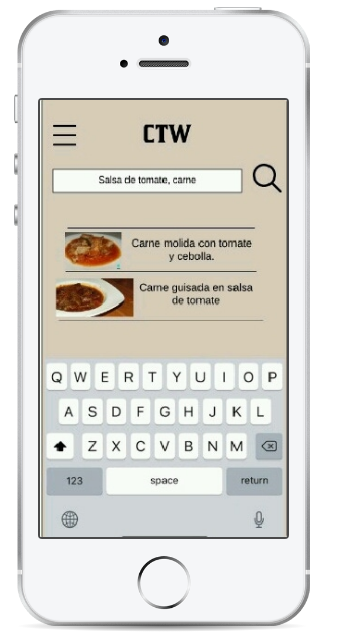 CTW
Salsa de tomate, carne
Carne molida con tomate
y cebolla.
Carne guisada en salsa
de tomate
Q W E R T Y U I O P
A S D F G H J K L
Z X C V B N M
123 space return